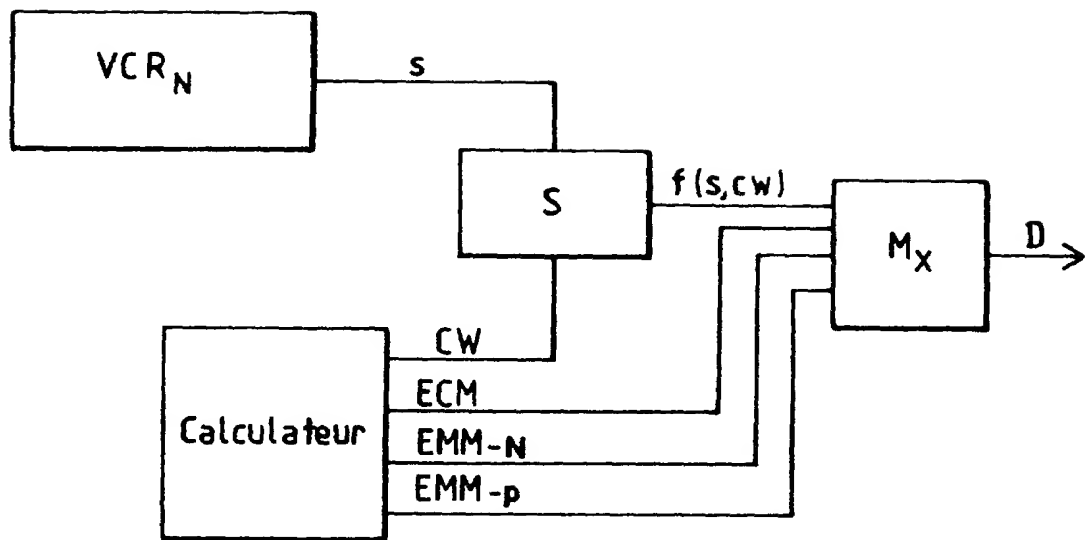 VCR_N
s
S
f(s,cw)
M_X
D
CW
ECM
EMM-N
EMM-p
Calculateur